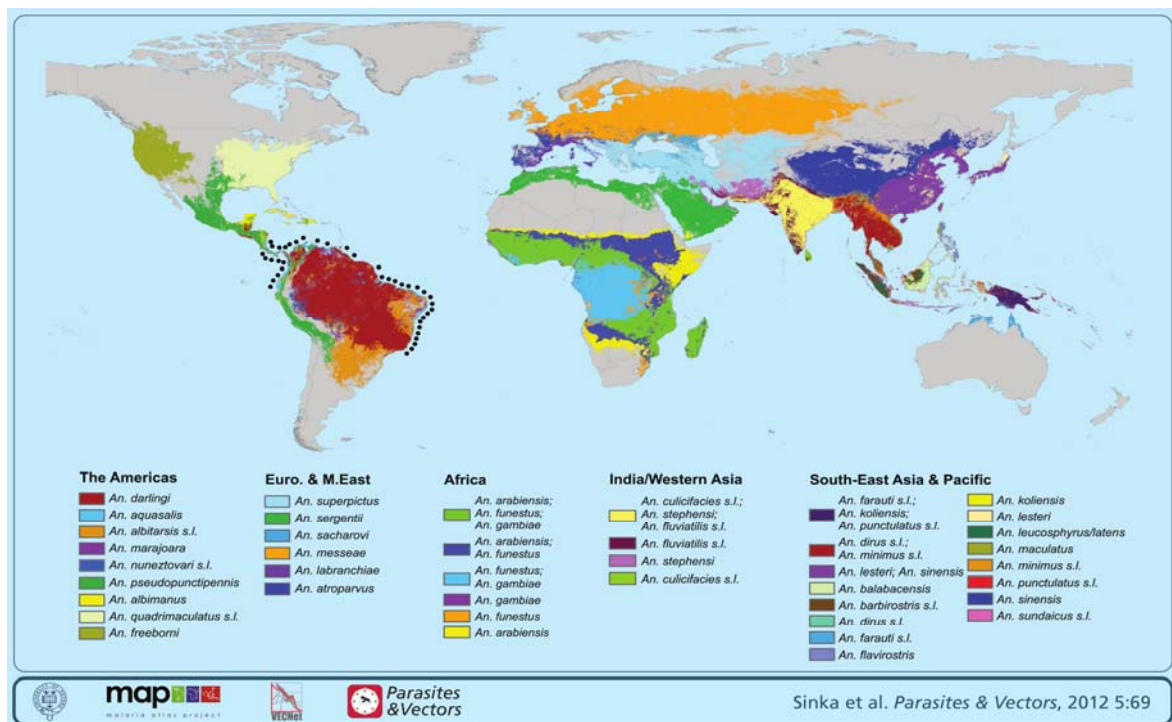 The Americas
An. darlingi
An. aquasalis
An. albitarsis s.l.
An. marajoara
An. nuneztovari s.l.
An. pseudopunctipennis
An. albimanus
An. quadrimaculatus s.l.
An. freeborni
Euro. & M.East
An. superpictus
An. sergentii
An. sacharovi
An. messeae
An. labranchiae
An. atroparvus
Africa
An. arabiensis;
An. funestus;
An. gambiae
An. arabiensis;
An. funestus
An. funestus;
An. gambiae
An. gambiae
An. funestus
An. arabiensis
India/Western Asia
An. culicifacies s.l.;
An. stephensi;
An. fluviatilis s.l.
An. fluviatilis s.l.
An. stephensi
An. culicifacies s.l.
South-East Asia & Pacific
An. farauti s.l.;
An. koliensis;
An. punctulatus s.l.
An. dirus s.l.;
An. minimus s.l.
An. lesteri; An. sinensis
An. balabacensis
An. barbirostris s.l.
An. dirus s.l.
An. farauti s.l.
An. flavirostris
An. koliensis
An. lesteri
An. leucosphyrus/latens
An. maculatus
An. minimus s.l.
An. punctulatus s.l.
An. sinensis
An. sundaicus s.l.
map
malaria atlas project
VECNet
Parasites
&Vectors
Sinka et al. Parasites & Vectors, 2012 5:69